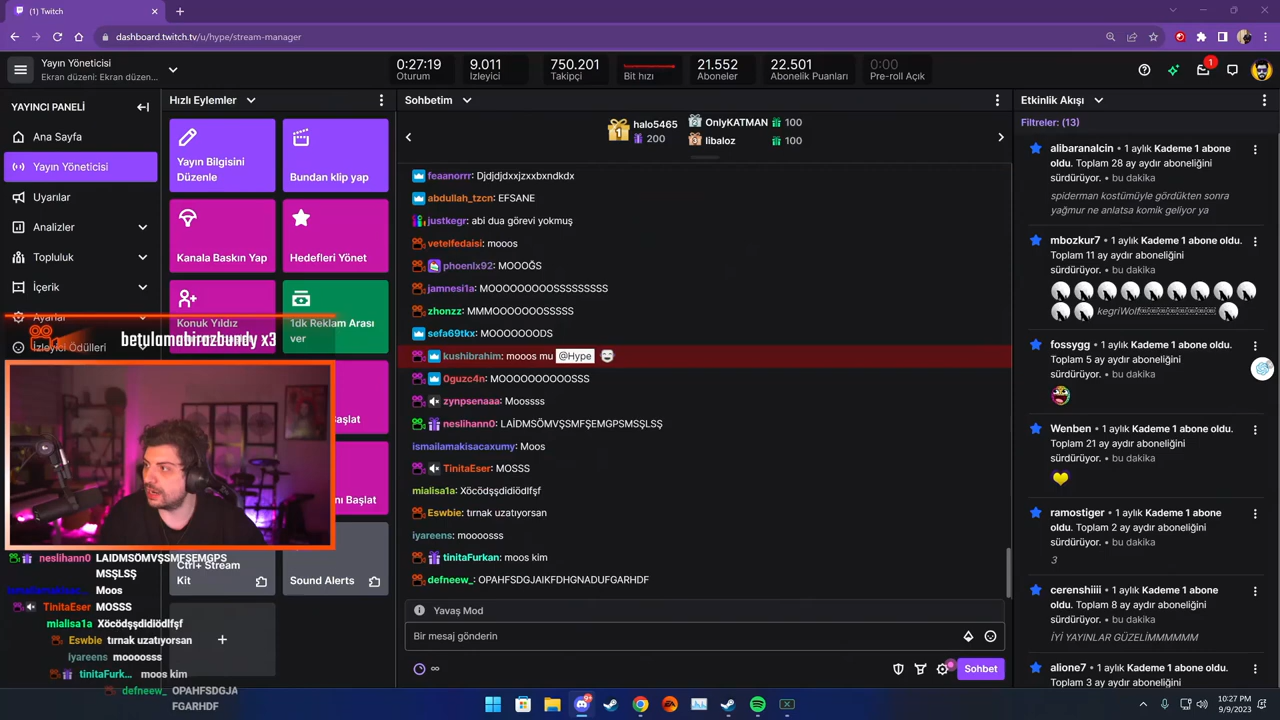 (1) Twitch
dashboard.twitch.tv/u/hype/stream-manager
Yayın Yöneticisi
Ekran düzeni: Ekran düzen...
0:27:19
Oturum
9.011
İzleyici
750.201
Takipçi
Bit hızı
21.552
Aboneler
22.501
Abonelik Puanları
0:00
Pre-roll Açık
1
YAYINCI PANELİ
Ana Sayfa
Yayın Yöneticisi
Uyarılar
Analizler
Topluluk
İçerik
Ayarlar
İzleyici Ödülleri
betulamabirazbundy x3
Hızlı Eylemler
Yayın Bilgisini
Düzenle
Bundan klip yap
Kanala Baskın Yap
Hedefleri Yönet
Konuk Yıldız
1dk Reklam Arası
ver
Ctrl+ Stream
Kit
Sound Alerts
Sohbetim
1
halo5465
200
OnlyKATMAN 100
libaloz 100
feaanorrr: Djdjdjdxxjzxxbxndkdx
abdullah_tzcn: EFSANE
justkegr: abi dua görevi yokmuş
vetelfedaisi: mooos
phoenlx92: MOOOĞS
jamnesi1a: MOOOOOOOOSSSSSSSSS
zhonzz: MMMOOOOOOSSSSS
sefa69tkx: MOOOOOODS
kushibrahim: mooos mu @Hype
0guzc4n: MOOOOOOOOOOSSS
zynpsenaaa: Moossss
neslihann0: LAİDMSÖMVŞSMFŞEMGPSMSŞLSŞ
ismailamakisacaxumy: Moos
TinitaEser: MOSSS
mialisa1a: Xöcödşşdidiödlfşf
Eswbie: tırnak uzatıyorsan
iyareens: moooosss
tinitaFurkan: moos kim
defneew_: OPAHFSDGJAIKFDHGNADUFGARHDF
Yavaş Mod
Bir mesaj gönderin
Sohbet
neslihann0 LAIDMSÖMVŞSMFSEMGPS
MSŞLSŞ
Moos
TinitaEser MOSSS
mialisa1a Xöcödşşdidiödlfşf
Eswbie tırnak uzatıyorsan
iyareens moooosss
tinitaFurk... moos kim
defneew_ OPAHFSDGJA
FGARHDF
Etkinlik Akışı
Filtreler: (13)
alibaranalcin • 1 aylık Kademe 1 abone
oldu. Toplam 28 ay aydır aboneliğini
sürdürüyor. • bu dakika
spiderman kostümüyle gördükten sonra
yağmur ne anlatsa komik geliyor ya
mbozkur7 • 1 aylık Kademe 1 abone oldu.
Toplam 11 ay aydır aboneliğini
sürdürüyor. • bu dakika
fossygg • 1 aylık Kademe 1 abone oldu.
Toplam 5 ay aydır aboneliğini
sürdürüyor. • bu dakika
Wenben • 1 aylık Kademe 1 abone oldu.
Toplam 21 ay aydır aboneliğini
sürdürüyor. • bu dakika
ramostiger • 1 aylık Kademe 1 abone
oldu. Toplam 2 ay aydır aboneliğini
sürdürüyor. • bu dakika
3
cerenshiiii • 1 aylık Kademe 1 abone
oldu. Toplam 8 ay aydır aboneliğini
sürdürüyor. • bu dakika
İYİ YAYINLAR GÜZELİMMMMMM
alione7 • 1 aylık Kademe 1 abone oldu.
Toplam 3 ay aydır aboneliğini
10:27 PM
9/9/2023